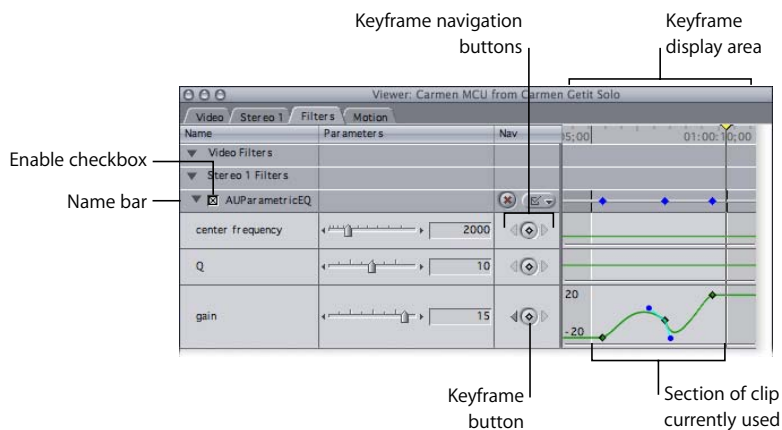 Keyframe navigation
buttons
Keyframe
display area
Viewer: Carmen MCU from Carmen Getit Solo
Video Stereo 1 Filters Motion
Name Parameters Nav 15;00 01:00:10;00
Video Filters
Stereo 1 Filters
Enable checkbox
Name bar
AUParametricEQ
center frequency 2000
Q 10
20
gain 15
-20
Keyframe
button
Section of clip
currently used